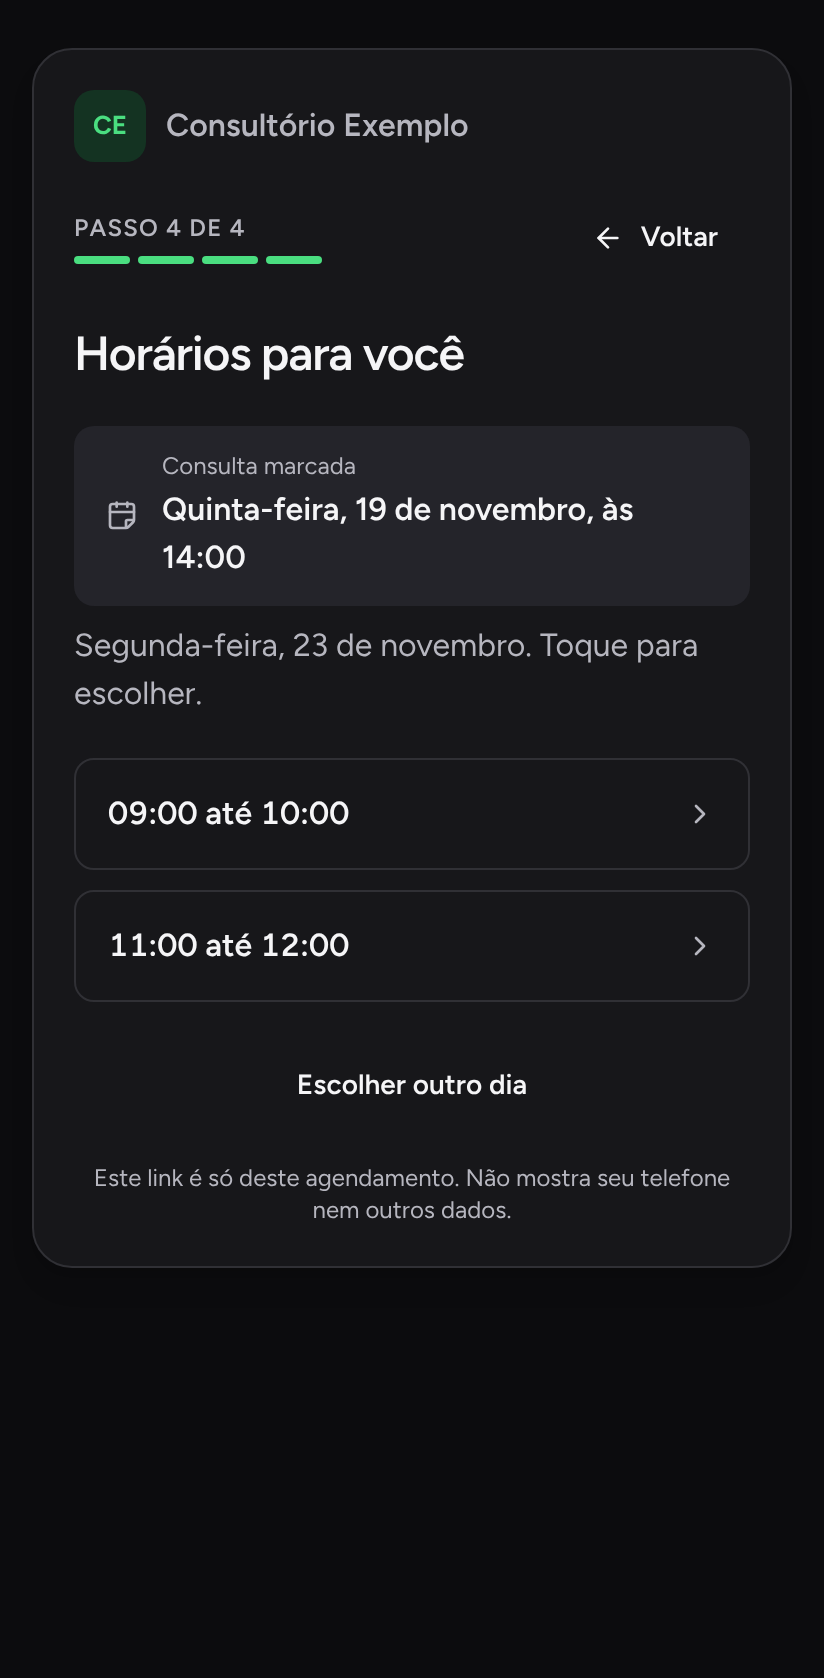 CE
Consultório Exemplo
PASSO 4 DE 4
Voltar
Horários para você
Consulta marcada
Quinta-feira, 19 de novembro, às
14:00
Segunda-feira, 23 de novembro. Toque para
escolher.
09:00 até 10:00
11:00 até 12:00
Escolher outro dia
Este link é só deste agendamento. Não mostra seu telefone
nem outros dados.